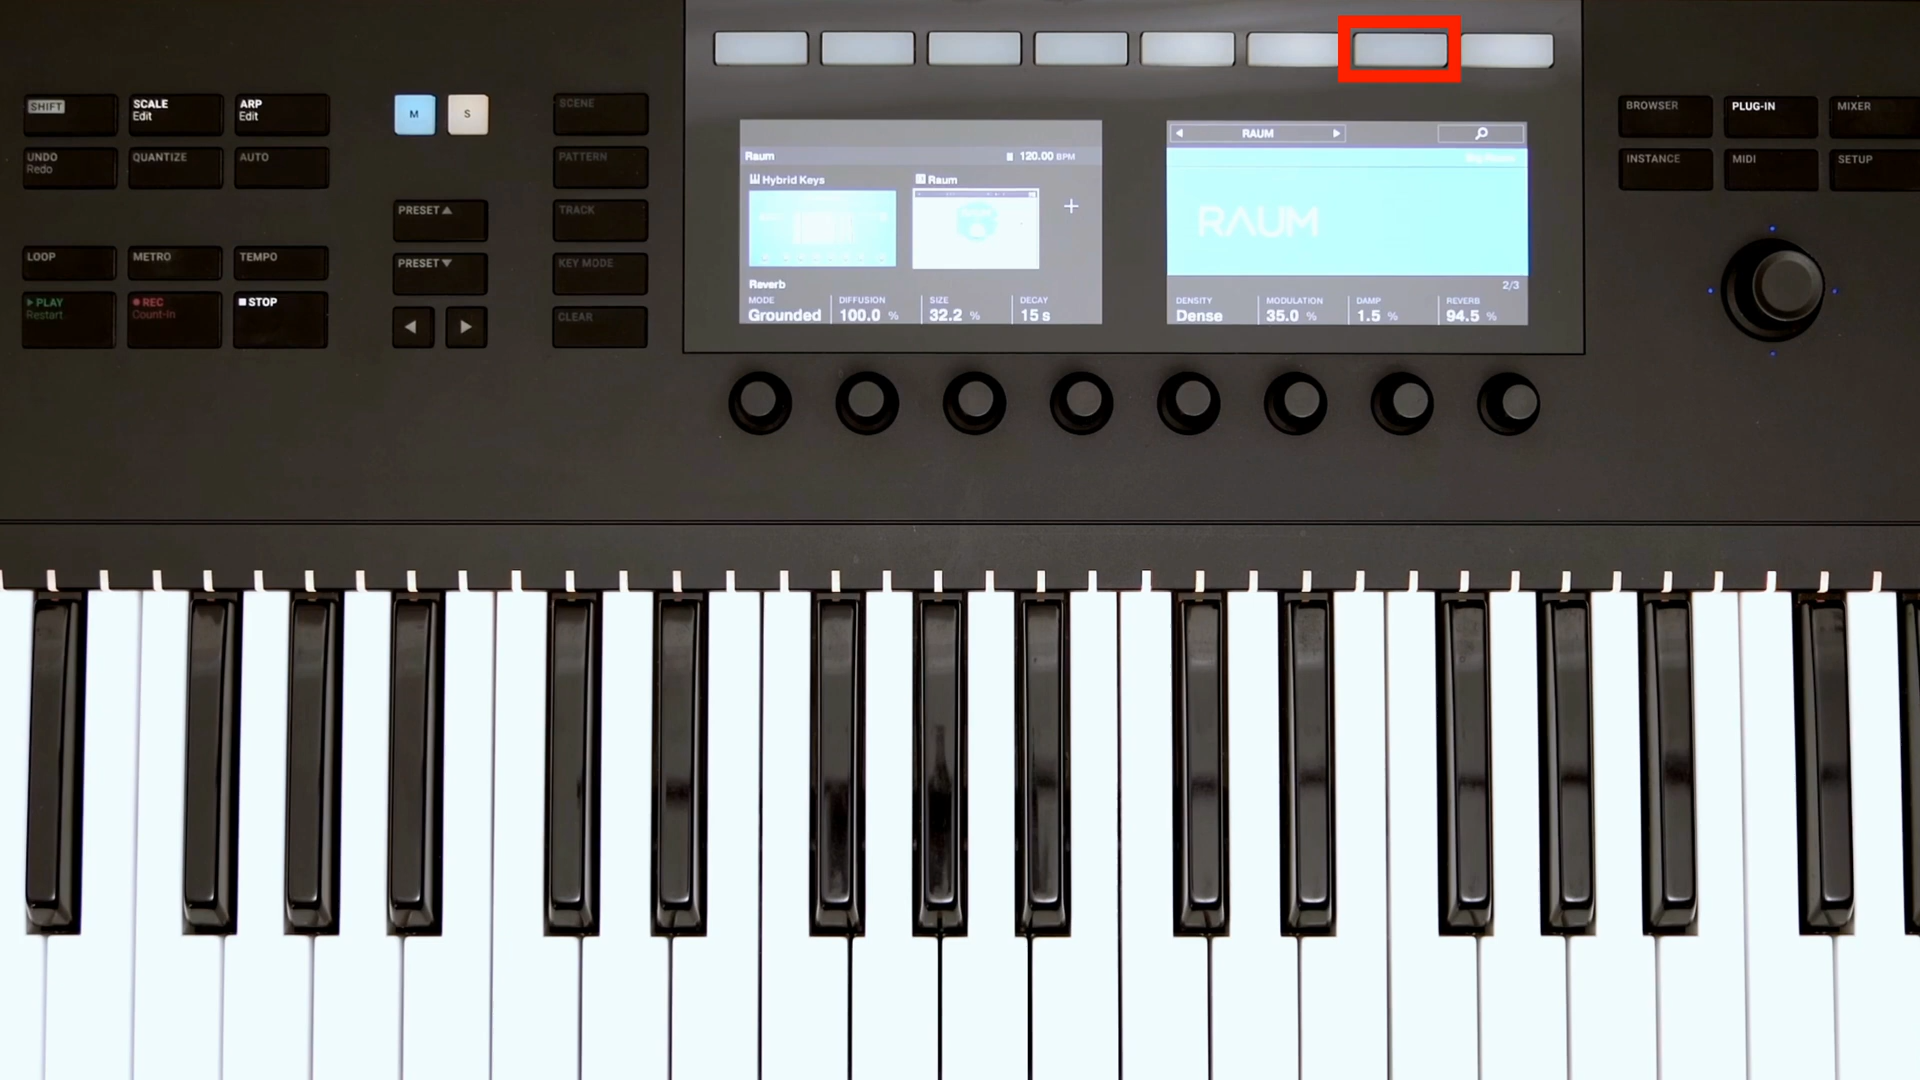 SHIFT
SCALE
Edit
ARP
Edit
UNDO
Redo
QUANTIZE
AUTO
LOOP
METRO
TEMPO
PLAY
Restart
REC
Count-In
STOP
M
S
PRESET
PRESET
SCENE
PATTERN
TRACK
KEY MODE
CLEAR
Raum
120.00 BPM
Hybrid Keys
Raum
Reverb
MODE DIFFUSION SIZE DECAY
Grounded 100.0 % 32.2 % 15 s
RAUM
RAUM
2/3
DENSITY MODULATION DAMP REVERB
Dense 35.0 % 1.5 % 94.5 %
BROWSER
PLUG-IN
MIXER
INSTANCE
MIDI
SETUP